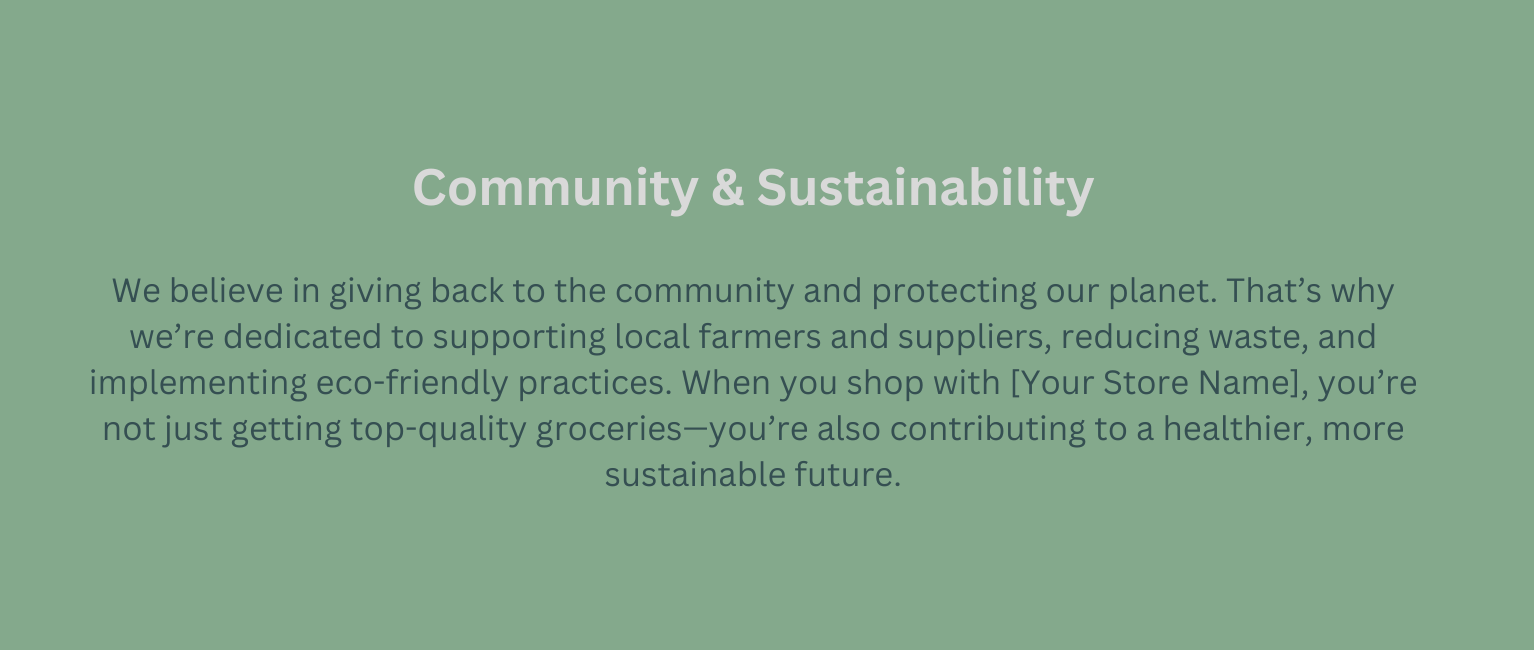 Community & Sustainability
We believe in giving back to the community and protecting our planet. That’s why
we’re dedicated to supporting local farmers and suppliers, reducing waste, and
implementing eco-friendly practices. When you shop with [Your Store Name], you’re
not just getting top-quality groceries—you’re also contributing to a healthier, more
sustainable future.